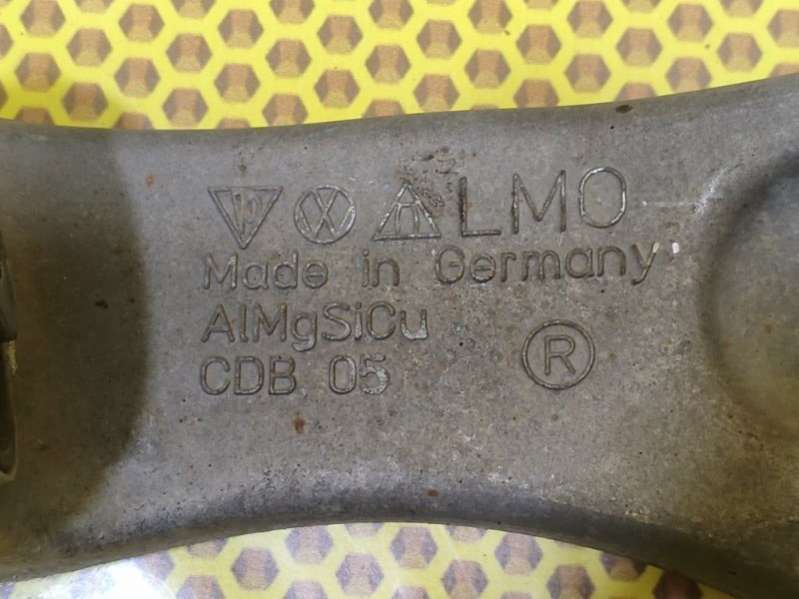 LMO
Made in Germany
AlMgSiCu
CDB 05 ®